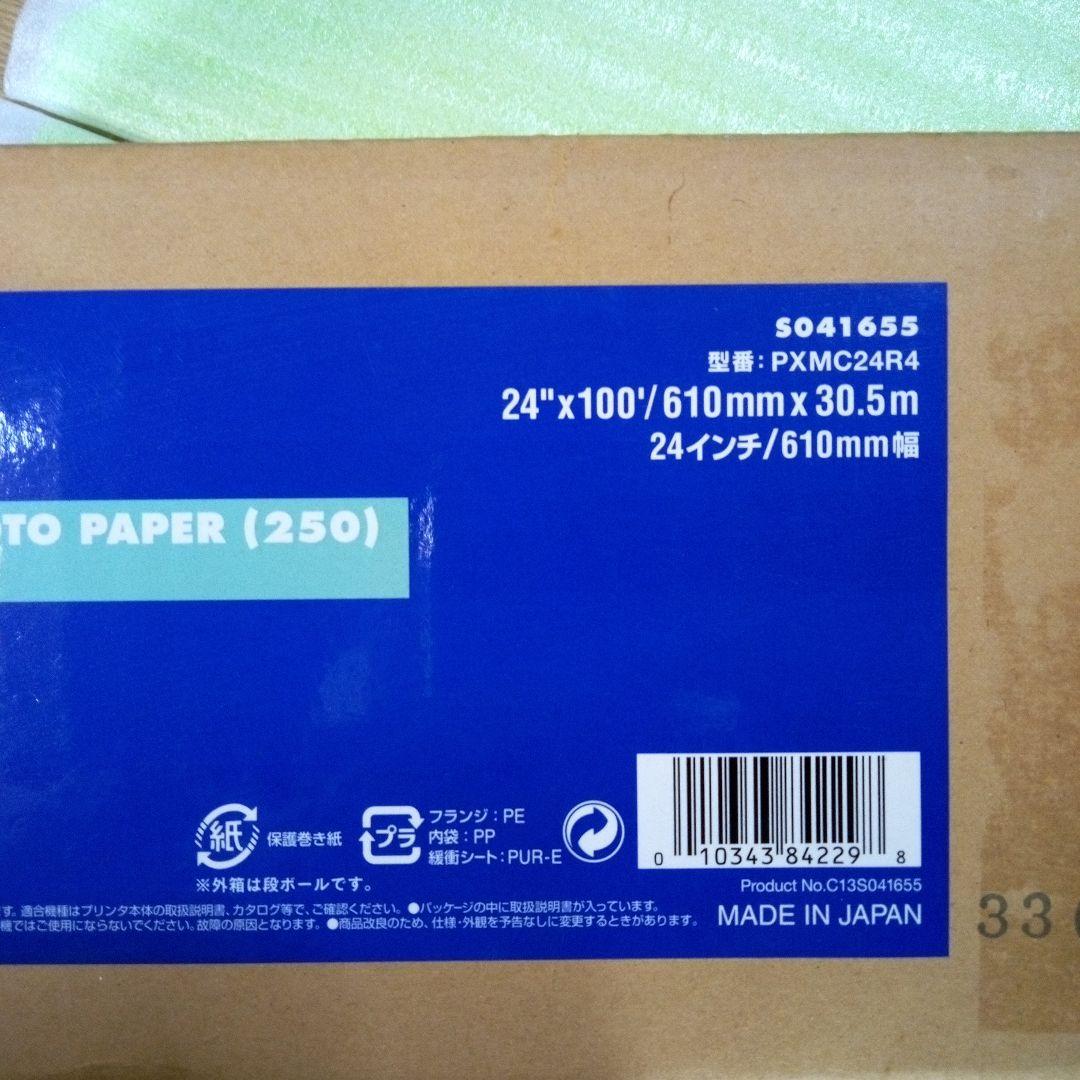 S041655
型番：PXMC24R4
24"x100'/610mm x 30.5m
24インチ/610mm幅
OTO PAPER (250)
紙 保護巻き紙
プラ
フランジ：PE
内袋：PP
緩衝シート：PUR-E
※外箱は段ボールです。
0 10343 84229 8
Product No.C13S041655
MADE IN JAPAN
ます。適合機種はプリンタ本体の取扱説明書、カタログ等で、ご確認ください。●パッケージの中に取扱説明書が入っています。
機ではご使用にならないでください。故障の原因となります。●商品改良のため、仕様・外観を予告なしに変更するときがあります。
33